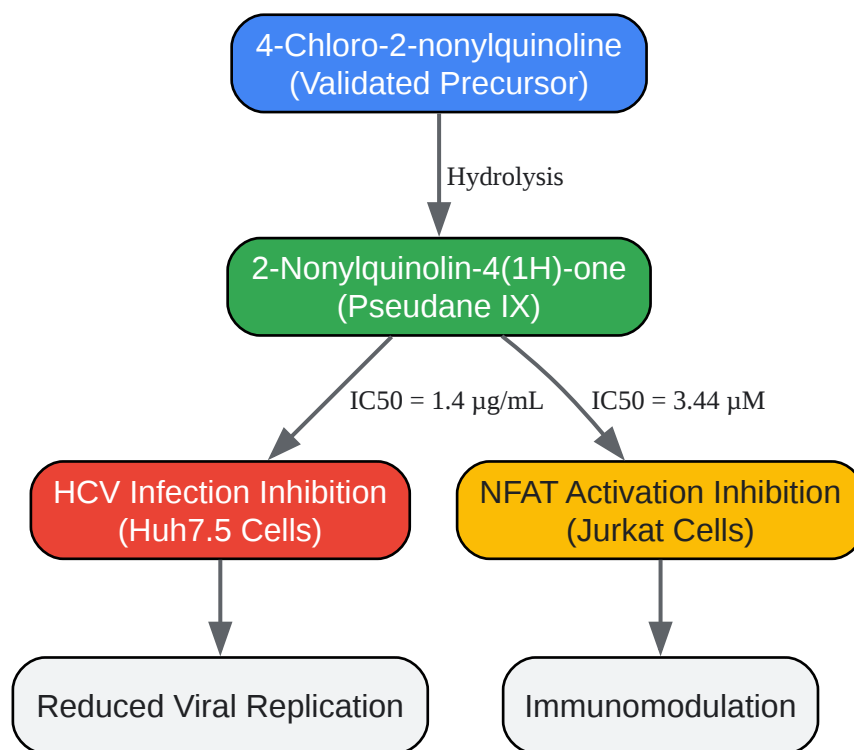 4-Chloro-2-nonylquinoline
(Validated Precursor)
Hydrolysis
2-Nonylquinolin-4(1H)-one
(Pseudane IX)
IC50 = 1.4 µg/mL
IC50 = 3.44 µM
HCV Infection Inhibition
(Huh7.5 Cells)
NFAT Activation Inhibition
(Jurkat Cells)
Reduced Viral Replication
Immunomodulation